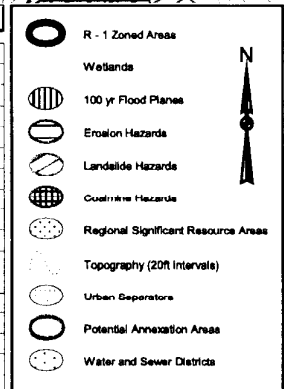 R - 1 Zoned Areas
N
Wetlands
100 yr Flood Planes
Erosion Hazards
Landslide Hazards
Coalmine Hazards
Regional Significant Resource Areas
Topography (20ft Intervals)
Urban Separators
Potential Annexation Areas
Water and Sewer Districts